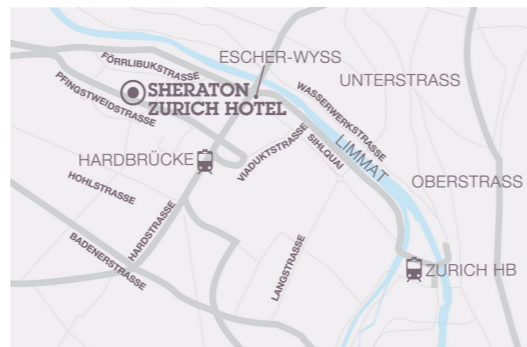 ESCHER-WYSS
FÖRRLIBUKSTRASSE
UNTERSTRASS
SHERATON
ZURICH HOTEL
PFINGSTWEIDSTRASSE
WASSERWERKSTRASSE
LIMMAT
SIHLQUAI
VIADUKTSTRASSE
HARDBRÜCKE
OBERSTRASS
HOHLSTRASSE
HARDSTRASSE
BADENERSTRASSE
LANGSTRASSE
ZURICH HB